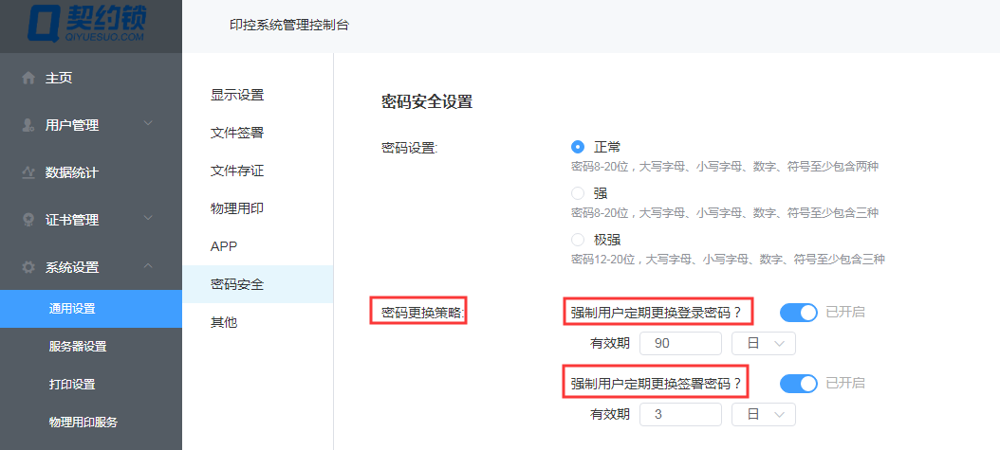 契约锁
QIYUESUO.COM
印控系统管理控制台
主页
用户管理
数据统计
证书管理
系统设置
通用设置
服务器设置
打印设置
物理用印服务
显示设置
文件签署
文件存证
物理用印
APP
密码安全
其他
密码安全设置
密码设置:
正常
密码8-20位，大写字母、小写字母、数字、符号至少包含两种
强
密码8-20位，大写字母、小写字母、数字、符号至少包含三种
极强
密码12-20位，大写字母、小写字母、数字、符号至少包含三种
密码更换策略:
强制用户定期更换登录密码？ 已开启
有效期 90 日
强制用户定期更换签署密码？ 已开启
有效期 3 日